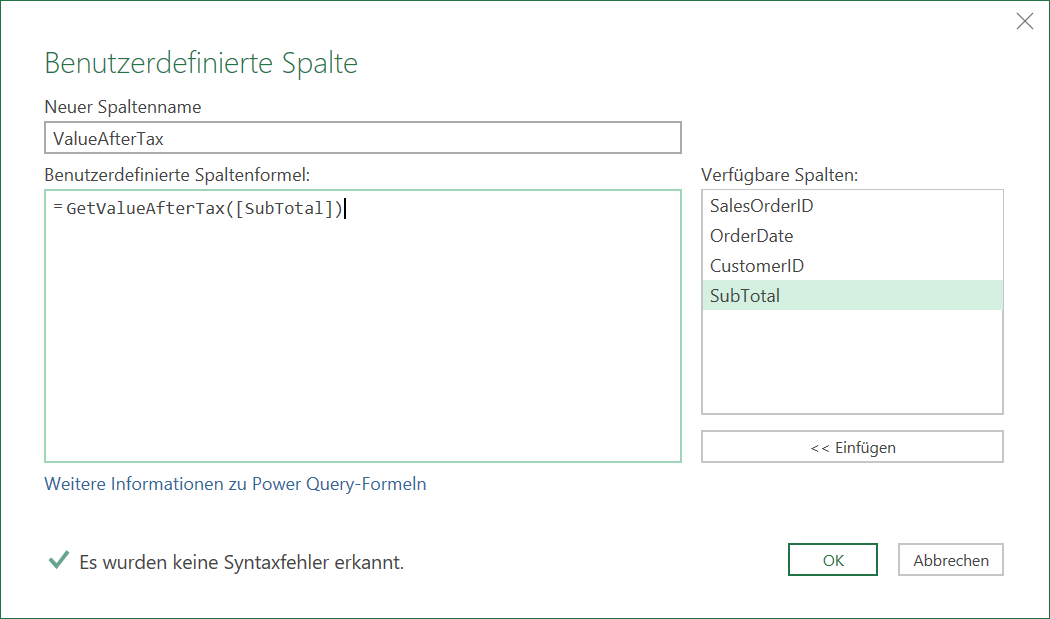 Benutzerdefinierte Spalte
Neuer Spaltenname
ValueAfterTax
Benutzerdefinierte Spaltenformel:
=GetValueAfterTax([SubTotal])
Verfügbare Spalten:
SalesOrderID
OrderDate
CustomerID
SubTotal
<< Einfügen
Weitere Informationen zu Power Query-Formeln
Es wurden keine Syntaxfehler erkannt.
OK
Abbrechen